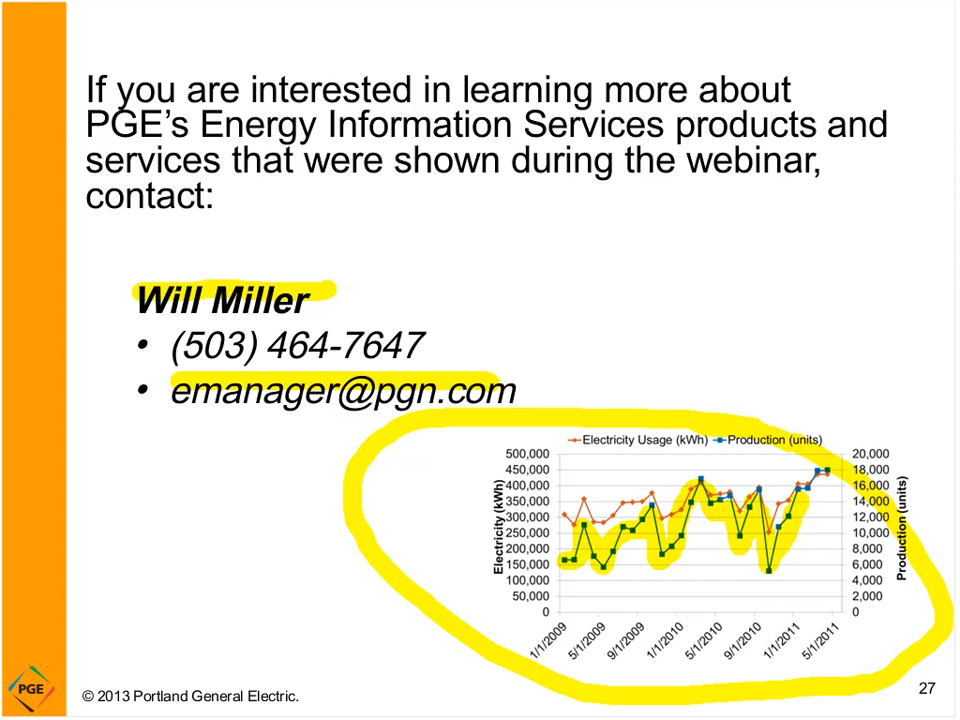 If you are interested in learning more about
PGE’s Energy Information Services products and
services that were shown during the webinar,
contact:
Will Miller
• (503) 464-7647
• emanager@pgn.com
Electricity Usage (kWh) Production (units)
500,000 20,000
450,000 18,000
400,000 16,000
350,000 14,000
300,000 12,000
250,000 10,000
200,000 8,000
150,000 6,000
100,000 4,000
50,000 2,000
0 0
Electricity (kWh)
Production (units)
1/1/2009 5/1/2009 9/1/2009 1/1/2010 5/1/2010 9/1/2010 1/1/2011 5/1/2011
PGE
© 2013 Portland General Electric.
27